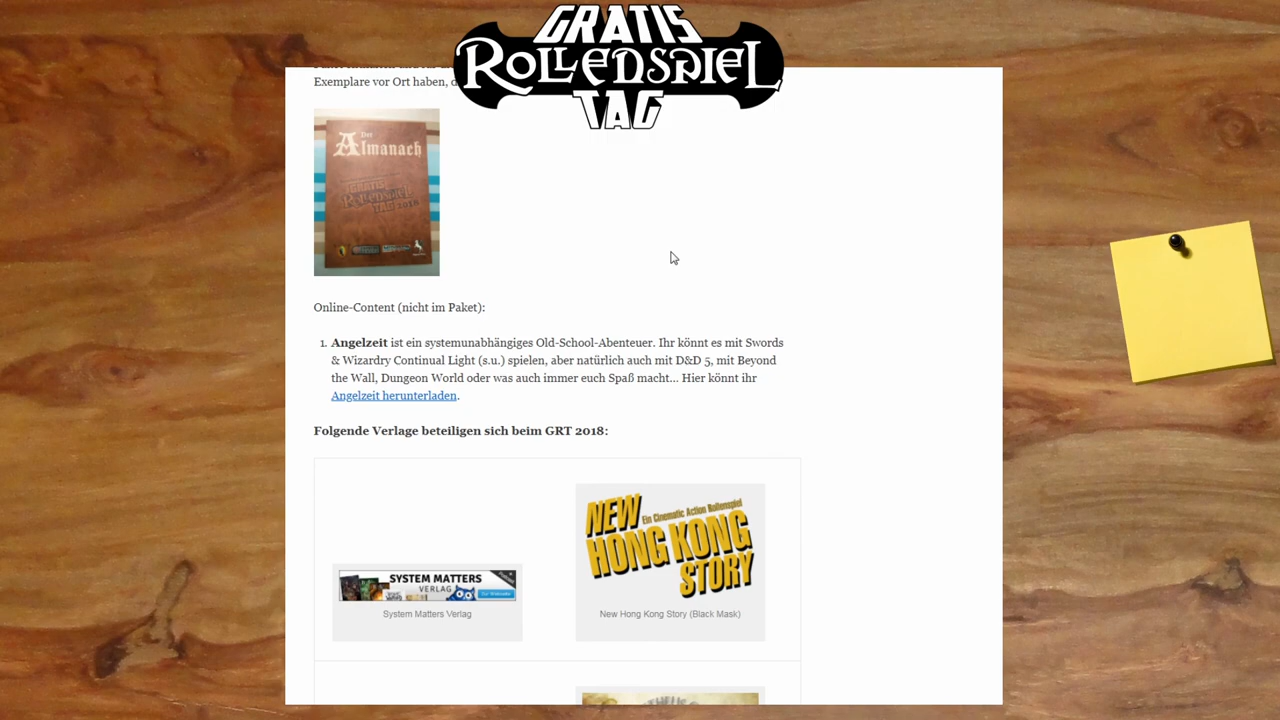 GRATIS
ROLLENSPIEL
TAG
Exemplare vor Ort haben, d
Der
Almanach
GRATIS
ROLLENSPIEL
TAG 2018
Online-Content (nicht im Paket):
1. Angelzeit ist ein systemunabhängiges Old-School-Abenteuer. Ihr könnt es mit Swords
& Wizardry Continual Light (s.u.) spielen, aber natürlich auch mit D&D 5, mit Beyond
the Wall, Dungeon World oder was auch immer euch Spaß macht… Hier könnt ihr
Angelzeit herunterladen.
Folgende Verlage beteiligen sich beim GRT 2018:
SYSTEM MATTERS
VERLAG
System Matters Verlag
NEW
Ein Cinematic Action Rollenspiel
HONG KONG
STORY
New Hong Kong Story (Black Mask)